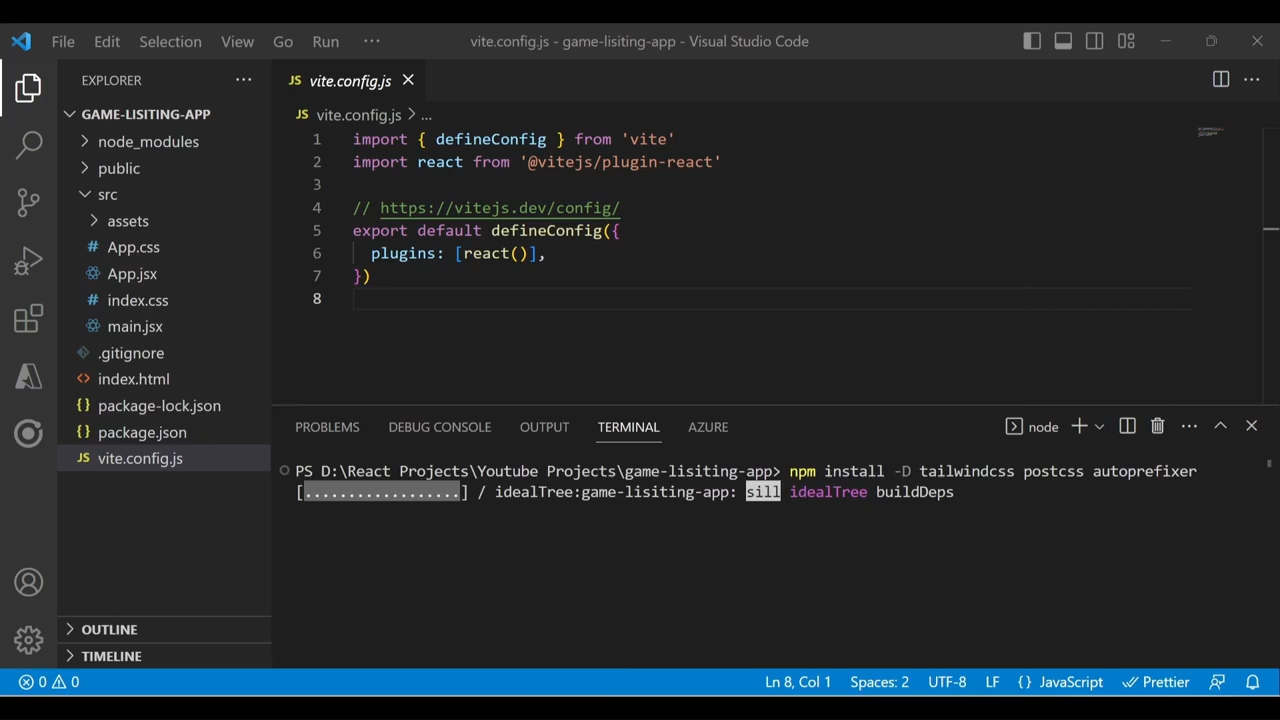 File Edit Selection View Go Run ··· vite.config.js - game-lisiting-app - Visual Studio Code
EXPLORER ···
GAME-LISITING-APP
node_modules
public
src
assets
# App.css
App.jsx
# index.css
main.jsx
.gitignore
<> index.html
{} package-lock.json
{} package.json
JS vite.config.js
OUTLINE
TIMELINE
JS vite.config.js
JS vite.config.js > ...
1 import { defineConfig } from 'vite'
2 import react from '@vitejs/plugin-react'
3
4 // https://vitejs.dev/config/
5 export default defineConfig({
6 plugins: [react()],
7 })
8
PROBLEMS DEBUG CONSOLE OUTPUT TERMINAL AZURE node
PS D:\React Projects\Youtube Projects\game-lisiting-app> npm install -D tailwindcss postcss autoprefixer
[..................] / idealTree:game-lisiting-app: sill idealTree buildDeps
0 0 Ln 8, Col 1 Spaces: 2 UTF-8 LF {} JavaScript Prettier